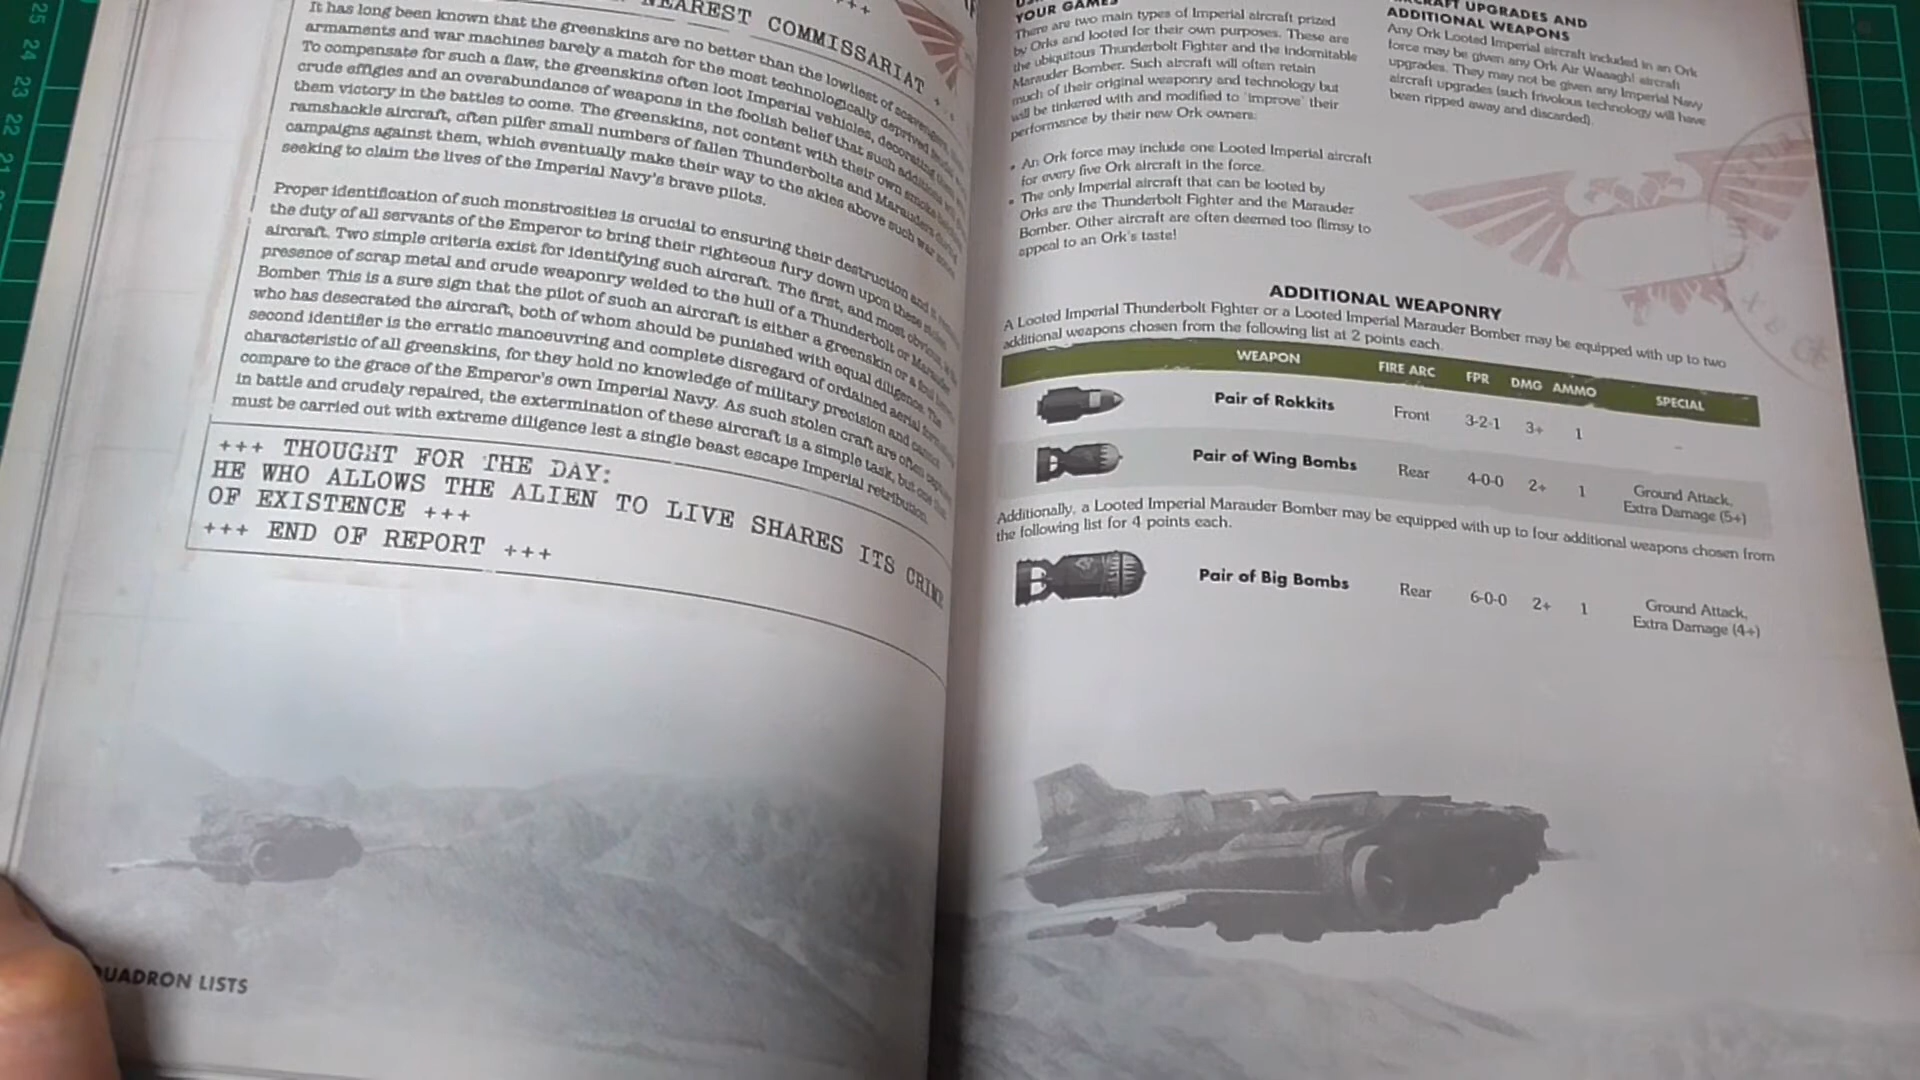 NEAREST COMMISSARIAT +
+++
It has long been known that the greenskins are no better than the lowliest of scavengers,
armaments and war machines barely a match for the most technologically deprived
To compensate for such a flaw, the greenskins often loot Imperial vehicles, decorating them
crude effigies and an overabundance of weapons in the foolish belief that such additions
them victory in the battles to come. The greenskins, not content with their own smoke
ramshackle aircraft, often pilfer small numbers of fallen Thunderbolts and Marauders during
campaigns against them, which eventually make their way to the skies above such war zones
seeking to claim the lives of the Imperial Navy's brave pilots.
Proper identification of such monstrosities is crucial to ensuring their destruction and
the duty of all servants of the Emperor to bring their righteous fury down upon these
aircraft. Two simple criteria exist for identifying such aircraft. The first, and most obvious, is the
presence of scrap metal and crude weaponry welded to the hull of a Thunderbolt or Marauder
Bomber. This is a sure sign that the pilot of such an aircraft is either a greenskin or a
who has desecrated the aircraft, both of whom should be punished with equal diligence. The
second identifier is the erratic manoeuvring and complete disregard of ordained aerial
characteristic of all greenskins, for they hold no knowledge of military precision and cannot
compare to the grace of the Emperor's own Imperial Navy. As such stolen craft are often
in battle and crudely repaired, the extermination of these aircraft is a simple task, but one that
must be carried out with extreme diligence lest a single beast escape Imperial retribution.
+++ THOUGHT FOR THE DAY:
HE WHO ALLOWS THE ALIEN TO LIVE SHARES ITS CRIME
OF EXISTENCE +++
+++ END OF REPORT +++
QUADRON LISTS
YOUR GAMES
There are two main types of Imperial aircraft prized
by Orks and looted for their own purposes. These are
the ubiquitous Thunderbolt Fighter and the indomitable
Marauder Bomber. Such aircraft will often retain
much of their original weaponry and technology but
will be tinkered with and modified to 'improve' their
performance by their new Ork owners:
• An Ork force may include one Looted Imperial aircraft
for every five Ork aircraft in the force.
• The only Imperial aircraft that can be looted by
Orks are the Thunderbolt Fighter and the Marauder
Bomber. Other aircraft are often deemed too flimsy to
appeal to an Ork's taste!
UPGRADES AND
ADDITIONAL WEAPONS
Any Ork Looted Imperial aircraft included in an Ork
force may be given any Ork Air Waaagh! aircraft
upgrades. They may not be given any Imperial Navy
aircraft upgrades (such frivolous technology will have
been ripped away and discarded).
ADDITIONAL WEAPONRY
A Looted Imperial Thunderbolt Fighter or a Looted Imperial Marauder Bomber may be equipped with up to two
additional weapons chosen from the following list at 2 points each.
WEAPON FIRE ARC FPR DMG AMMO SPECIAL
Pair of Rokkits Front 3-2-1 3+ 1 –
Pair of Wing Bombs Rear 4-0-0 2+ 1 Ground Attack,
Extra Damage (5+)
Additionally, a Looted Imperial Marauder Bomber may be equipped with up to four additional weapons chosen from
the following list for 4 points each.
Pair of Big Bombs Rear 6-0-0 2+ 1 Ground Attack,
Extra Damage (4+)
25
24
23
22
21